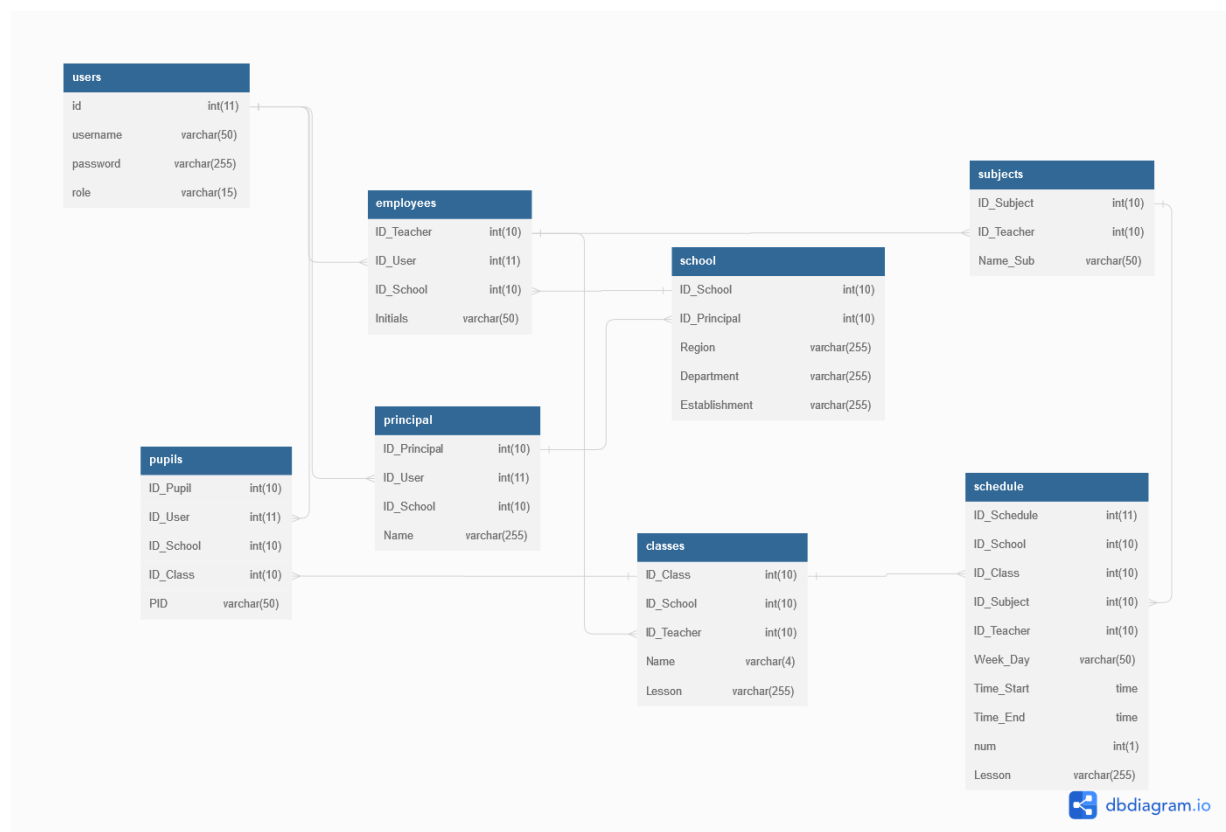 users
id int(11)
username varchar(50)
password varchar(255)
role varchar(15)
employees
ID_Teacher int(10)
ID_User int(11)
ID_School int(10)
Initials varchar(50)
subjects
ID_Subject int(10)
ID_Teacher int(10)
Name_Sub varchar(50)
school
ID_School int(10)
ID_Principal int(10)
Region varchar(255)
Department varchar(255)
Establishment varchar(255)
principal
ID_Principal int(10)
ID_User int(11)
ID_School int(10)
Name varchar(255)
pupils
ID_Pupil int(10)
ID_User int(11)
ID_School int(10)
ID_Class int(10)
PID varchar(50)
classes
ID_Class int(10)
ID_School int(10)
ID_Teacher int(10)
Name varchar(4)
Lesson varchar(255)
schedule
ID_Schedule int(11)
ID_School int(10)
ID_Class int(10)
ID_Subject int(10)
ID_Teacher int(10)
Week_Day varchar(50)
Time_Start time
Time_End time
num int(1)
Lesson varchar(255)
dbdiagram.io